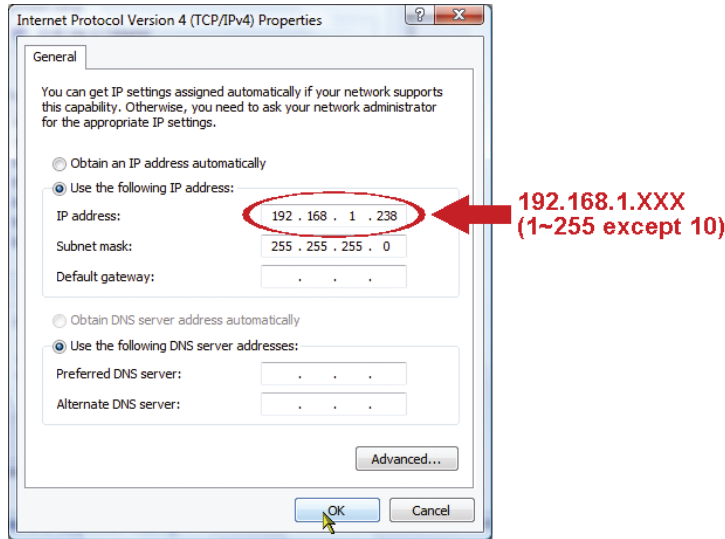 Internet Protocol Version 4 (TCP/IPv4) Properties
General
You can get IP settings assigned automatically if your network supports
this capability. Otherwise, you need to ask your network administrator
for the appropriate IP settings.
Obtain an IP address automatically
Use the following IP address:
IP address: 192 . 168 . 1 . 238
Subnet mask: 255 . 255 . 255 . 0
Default gateway: . . .
192.168.1.XXX
(1~255 except 10)
Obtain DNS server address automatically
Use the following DNS server addresses:
Preferred DNS server: . . .
Alternate DNS server: . . .
Advanced...
OK Cancel